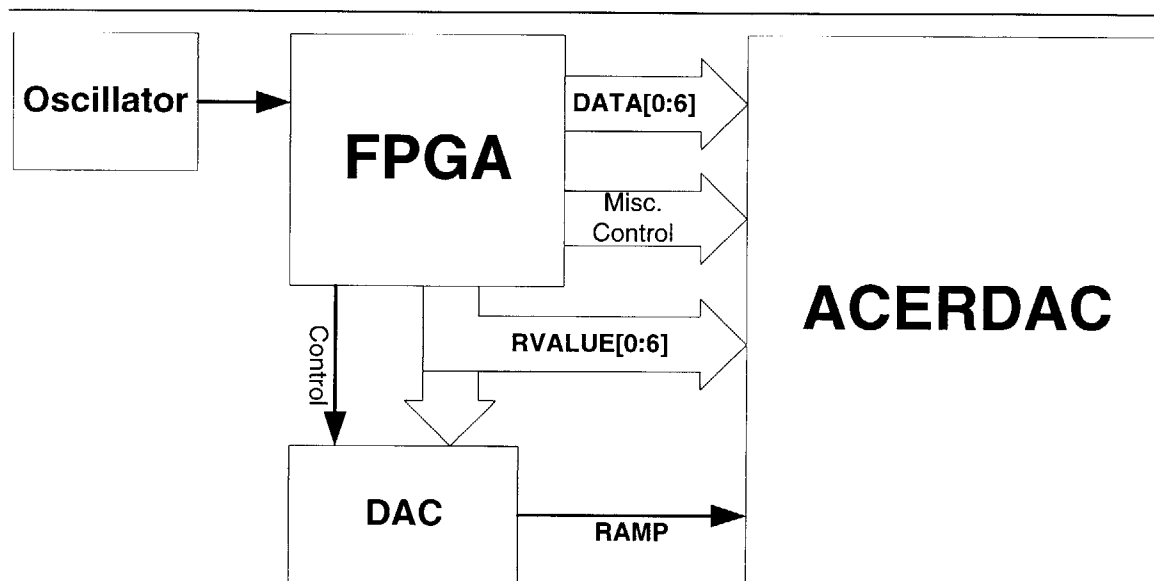 Oscillator
FPGA
DATA[0:6]
Misc.
Control
ACERDAC
RVALUE[0:6]
Control
DAC
RAMP